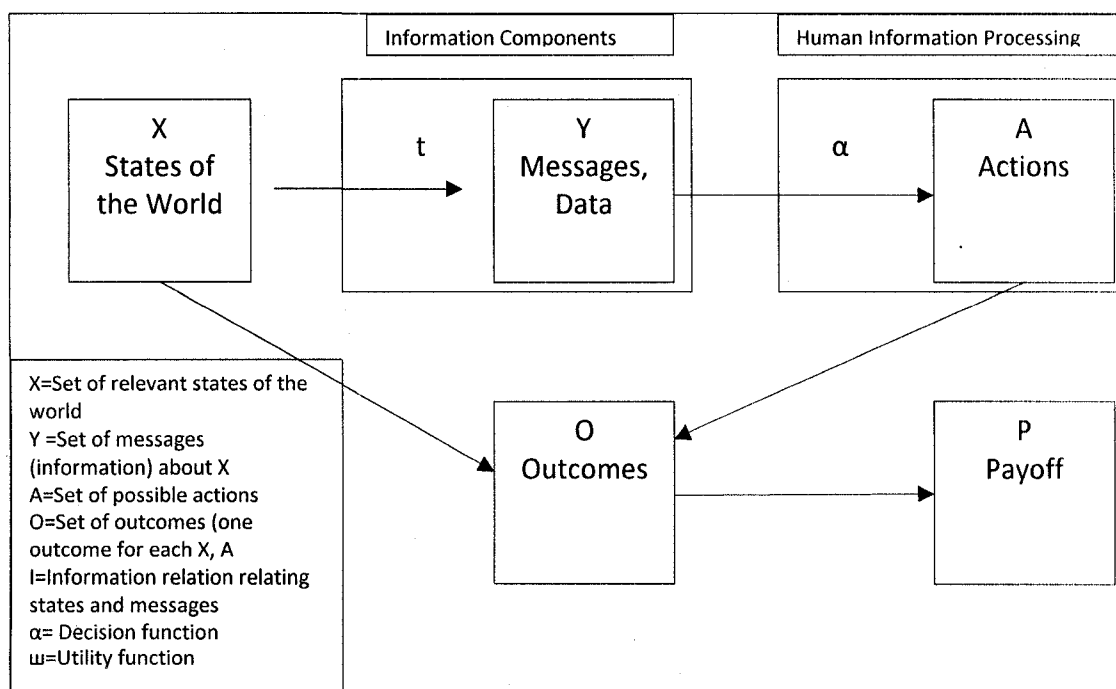 Information Components
Human Information Processing
X
States of
the World
t
Y
Messages,
Data
α
A
Actions
O
Outcomes
P
Payoff
X=Set of relevant states of the
world
Y =Set of messages
(information) about X
A=Set of possible actions
O=Set of outcomes (one
outcome for each X, A
I=Information relation relating
states and messages
α= Decision function
ш=Utility function